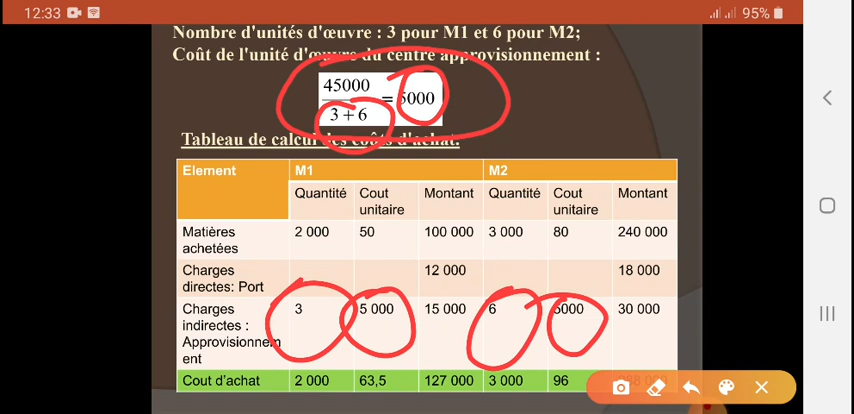 12:33 95%
Nombre d'unités d'œuvre : 3 pour M1 et 6 pour M2;
Coût de l'unité d'œuvre du centre approvisionnement :
45000
= 5000
3 + 6
Tableau de calcul des coûts d'achat.
Element M1 M2
Quantité Cout unitaire Montant Quantité Cout unitaire Montant
Matières achetées 2 000 50 100 000 3 000 80 240 000
Charges directes: Port 12 000 18 000
Charges indirectes : Approvisionnem ent 3 5 000 15 000 6 5000 30 000
Cout d'achat 2 000 63,5 127 000 3 000 96